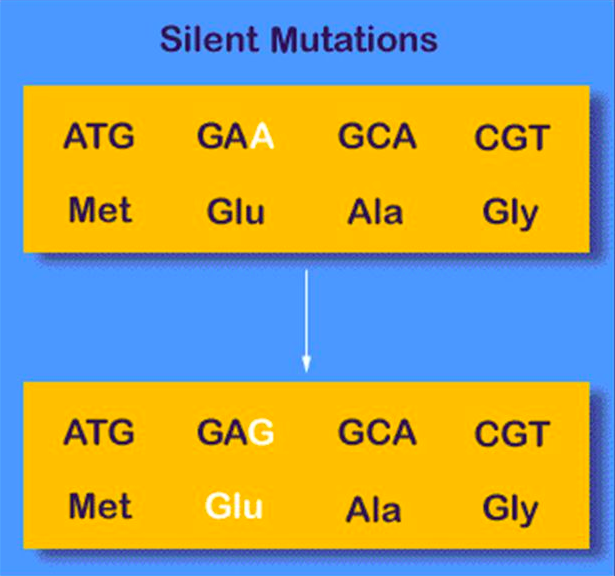 Silent Mutations
ATG GAA GCA CGT
Met Glu Ala Gly
ATG GAG GCA CGT
Met Glu Ala Gly